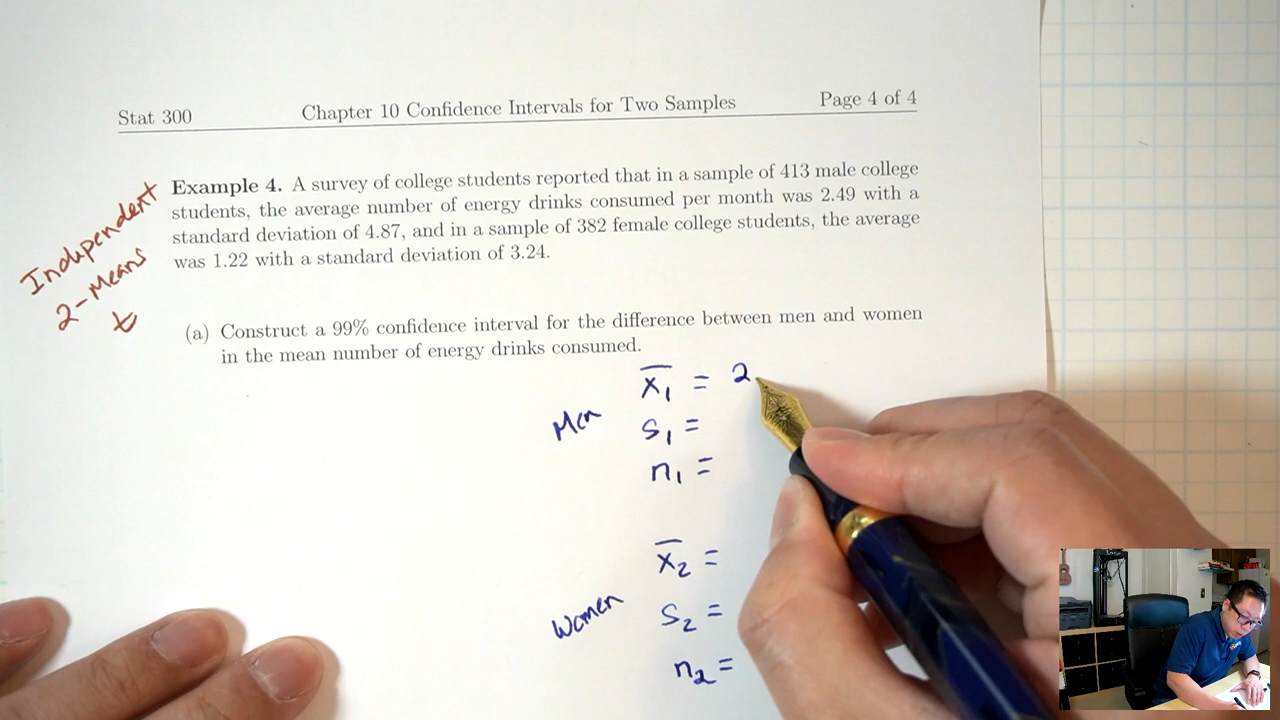 Stat 300 Chapter 10 Confidence Intervals for Two Samples Page 4 of 4
Independent
2-Means
t
Example 4. A survey of college students reported that in a sample of 413 male college
students, the average number of energy drinks consumed per month was 2.49 with a
standard deviation of 4.87, and in a sample of 382 female college students, the average
was 1.22 with a standard deviation of 3.24.
(a) Construct a 99% confidence interval for the difference between men and women
in the mean number of energy drinks consumed.
Men
x̄₁ = 2.
s₁ =
n₁ =
Women
x̄₂ =
s₂ =
n₂ =